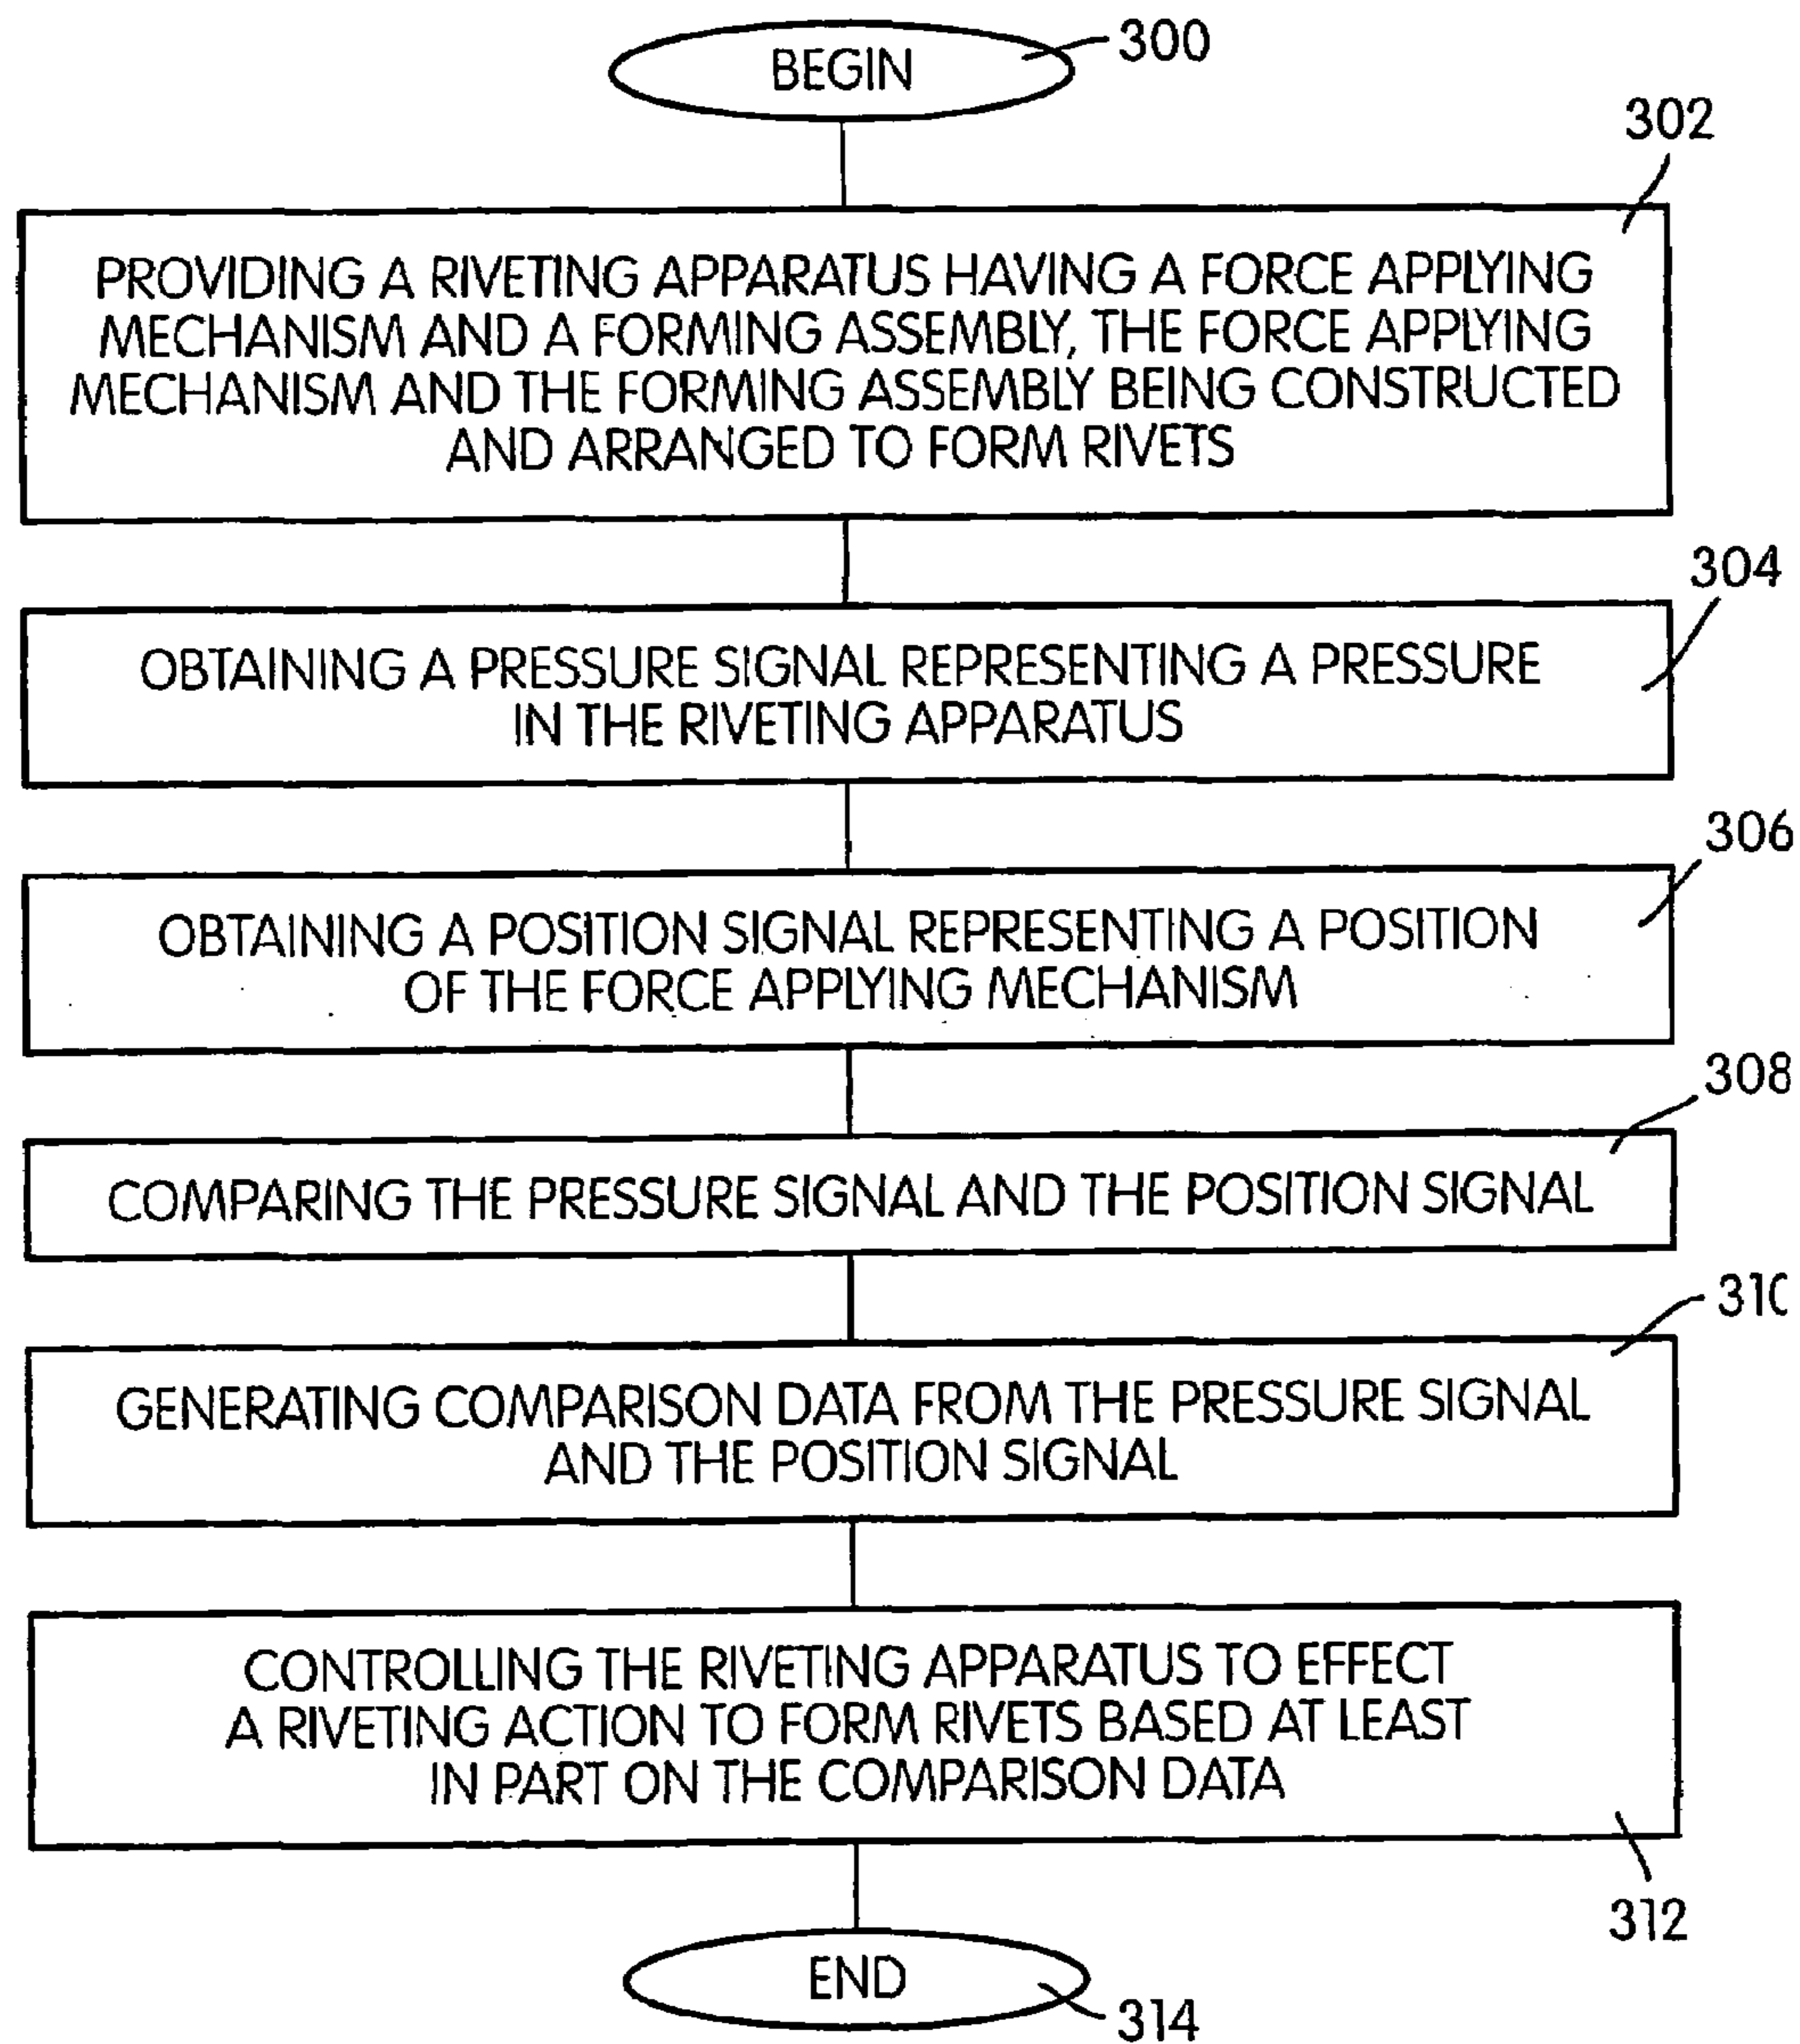 BEGIN
300
302
PROVIDING A RIVETING APPARATUS HAVING A FORCE APPLYING
MECHANISM AND A FORMING ASSEMBLY, THE FORCE APPLYING
MECHANISM AND THE FORMING ASSEMBLY BEING CONSTRUCTED
AND ARRANGED TO FORM RIVETS
304
OBTAINING A PRESSURE SIGNAL REPRESENTING A PRESSURE
IN THE RIVETING APPARATUS
306
OBTAINING A POSITION SIGNAL REPRESENTING A POSITION
OF THE FORCE APPLYING MECHANISM
308
COMPARING THE PRESSURE SIGNAL AND THE POSITION SIGNAL
310
GENERATING COMPARISON DATA FROM THE PRESSURE SIGNAL
AND THE POSITION SIGNAL
CONTROLLING THE RIVETING APPARATUS TO EFFECT
A RIVETING ACTION TO FORM RIVETS BASED AT LEAST
IN PART ON THE COMPARISON DATA
312
END
314